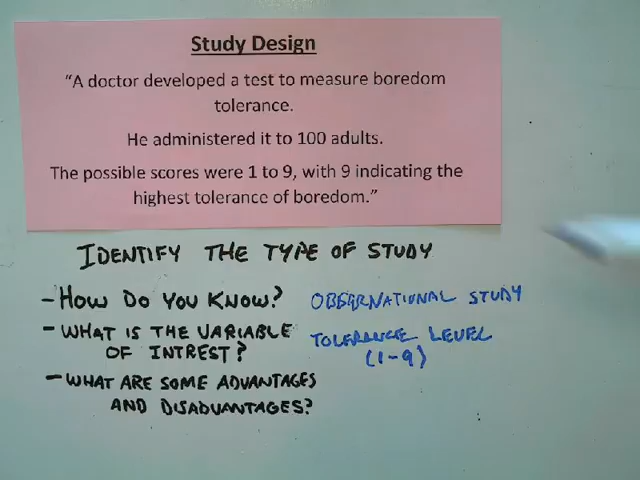 Study Design
“A doctor developed a test to measure boredom
tolerance.
He administered it to 100 adults.
The possible scores were 1 to 9, with 9 indicating the
highest tolerance of boredom.”
IDENTIFY THE TYPE OF STUDY
- HOW DO YOU KNOW? OBSERVATIONAL STUDY
- WHAT IS THE VARIABLE TOLERANCE LEVEL
OF INTREST? (1-9)
- WHAT ARE SOME ADVANTAGES
AND DISADVANTAGES?